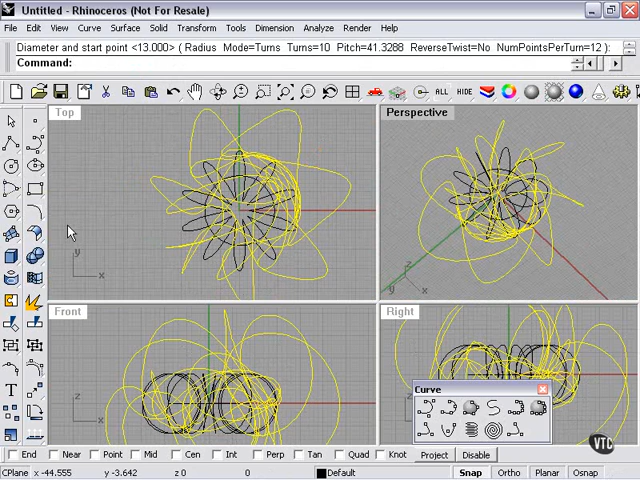 Untitled - Rhinoceros (Not For Resale)
File Edit View Curve Surface Solid Transform Tools Dimension Analyze Render Help
Diameter and start point <13.000> ( Radius Mode=Turns Turns=10 Pitch=41.3288 ReverseTwist=No NumPointsPerTurn=12 ):
Command:
ALL HIDE
Top
Perspective
y
x
y
x
Front
Right
z
x
z
y
Curve
T
VTC
End Near Point Mid Cen Int Perp Tan Quad Knot Project Disable
CPlane x -44.555 y -3.642 z 0 0 Default Snap Ortho Planar Osnap